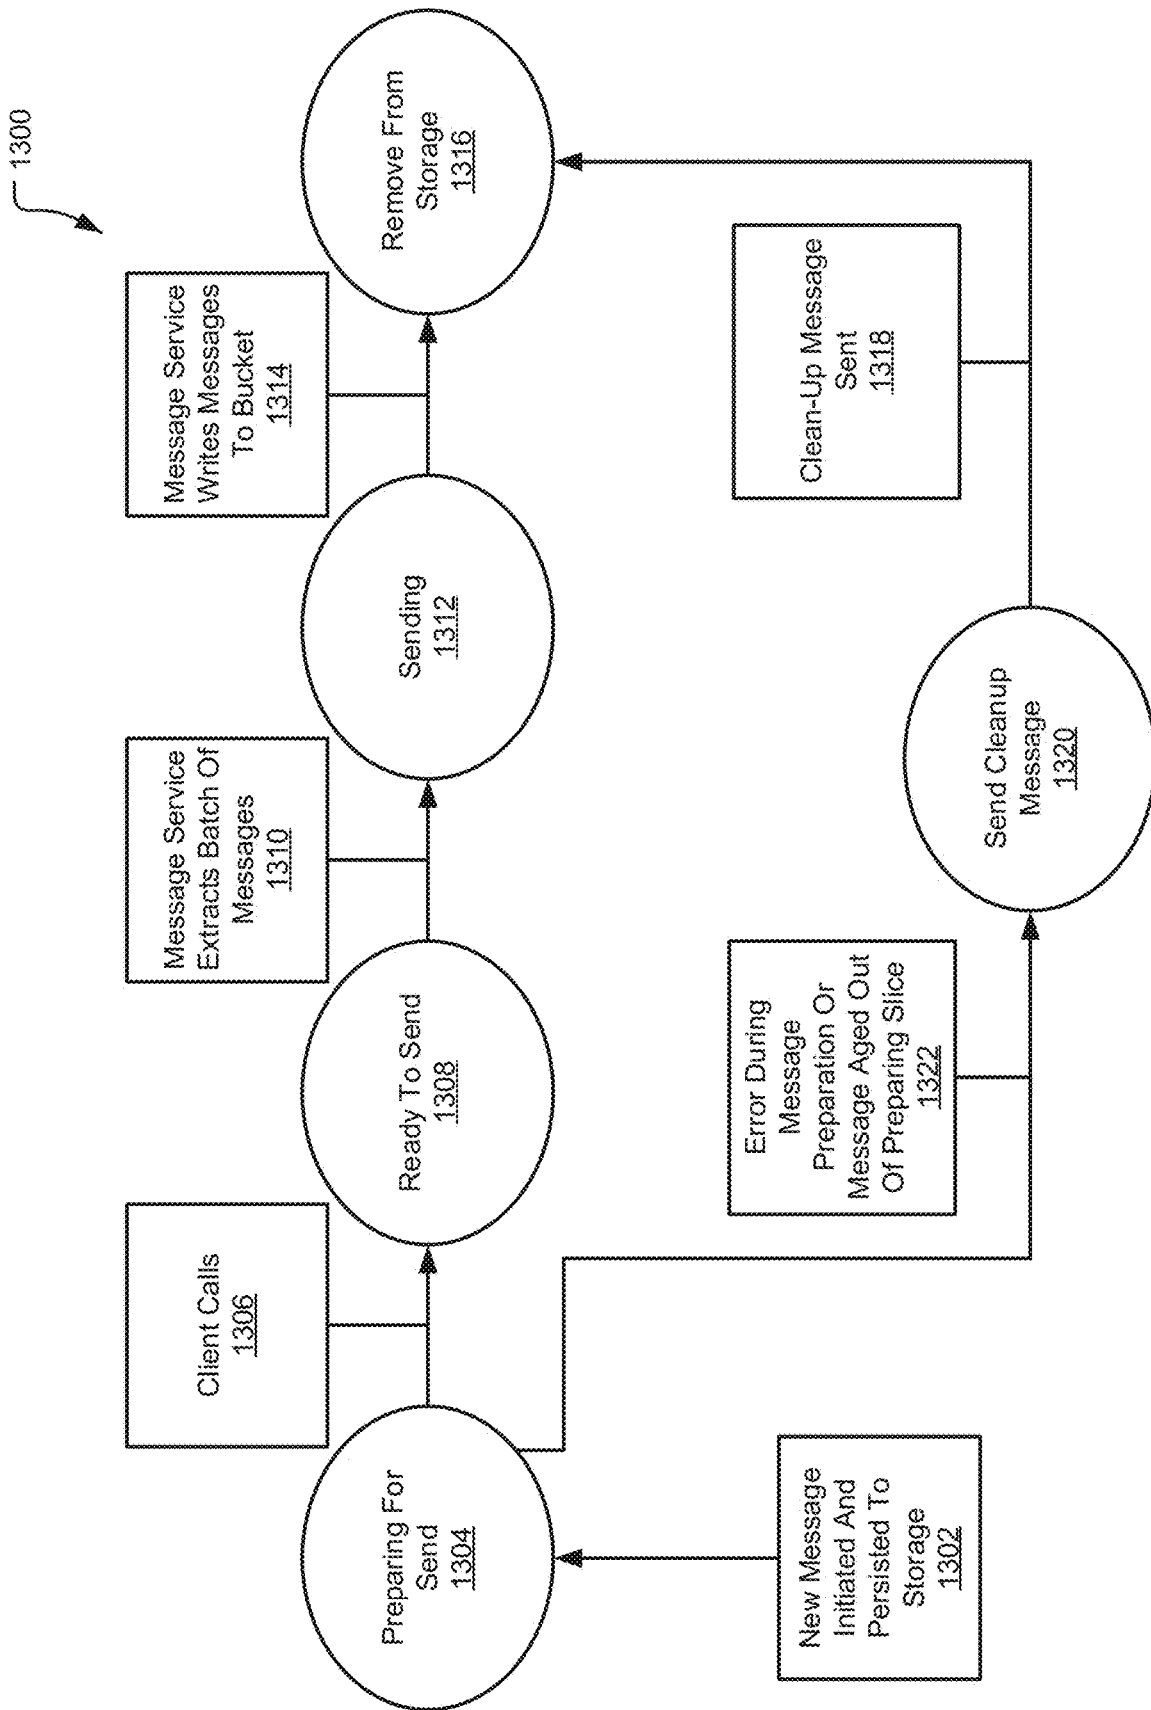 1300
Client Calls
1306
Message Service
Extracts Batch Of
Messages
1310
Message Service
Writes Messages
To Bucket
1314
Preparing For
Send
1304
Ready To Send
1308
Sending
1312
Remove From
Storage
1316
New Message
Initiated And
Persisted To
Storage
1302
Error During
Message
Preparation Or
Message Aged Out
Of Preparing Slice
1322
Clean-Up Message
Sent
1318
Send Cleanup
Message
1320